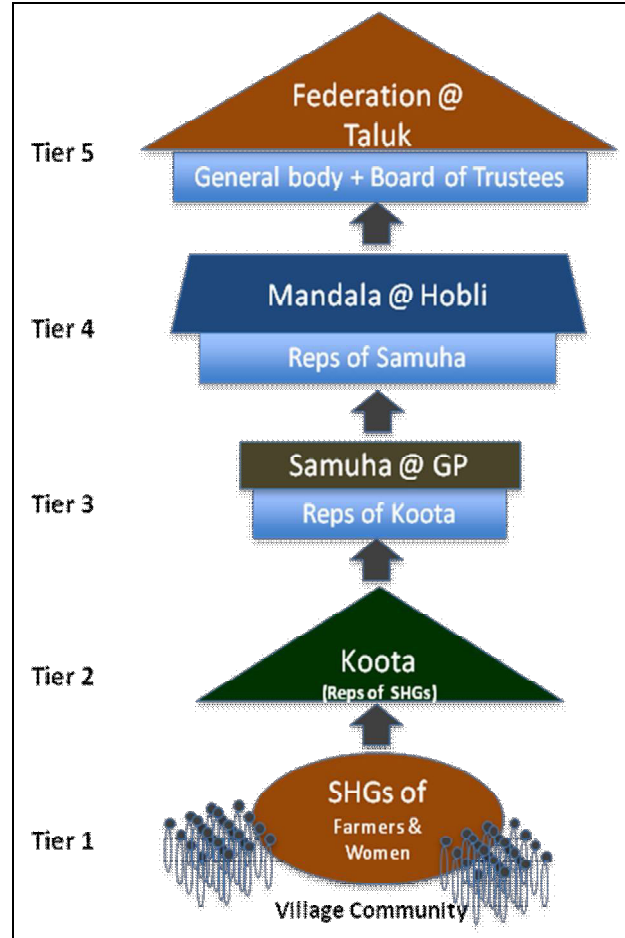 Federation @
Taluk
Tier 5
General body + Board of Trustees
Mandala @ Hobli
Tier 4
Reps of Samuha
Samuha @ GP
Tier 3
Reps of Koota
Koota
Tier 2
(Reps of SHGs)
SHGs of
Farmers &
Tier 1
Women
Village Community